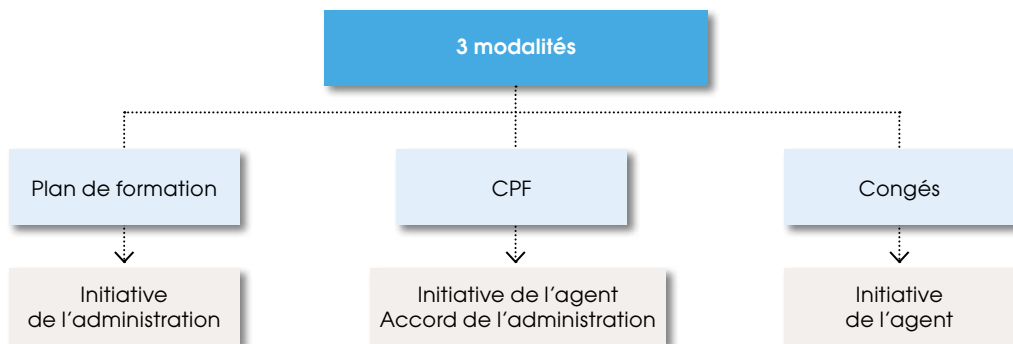 3 modalités
Plan de formation
CPF
Congés
Initiative
de l’administration
Initiative de l’agent
Accord de l’administration
Initiative
de l’agent